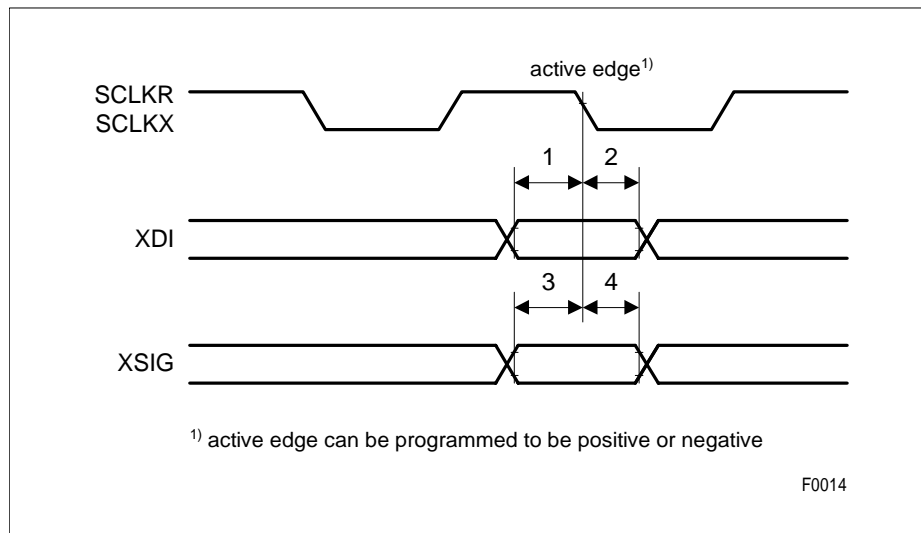 active edge1)
SCLKR
SCLKX
1 2
XDI
3 4
XSIG
1) active edge can be programmed to be positive or negative
F0014